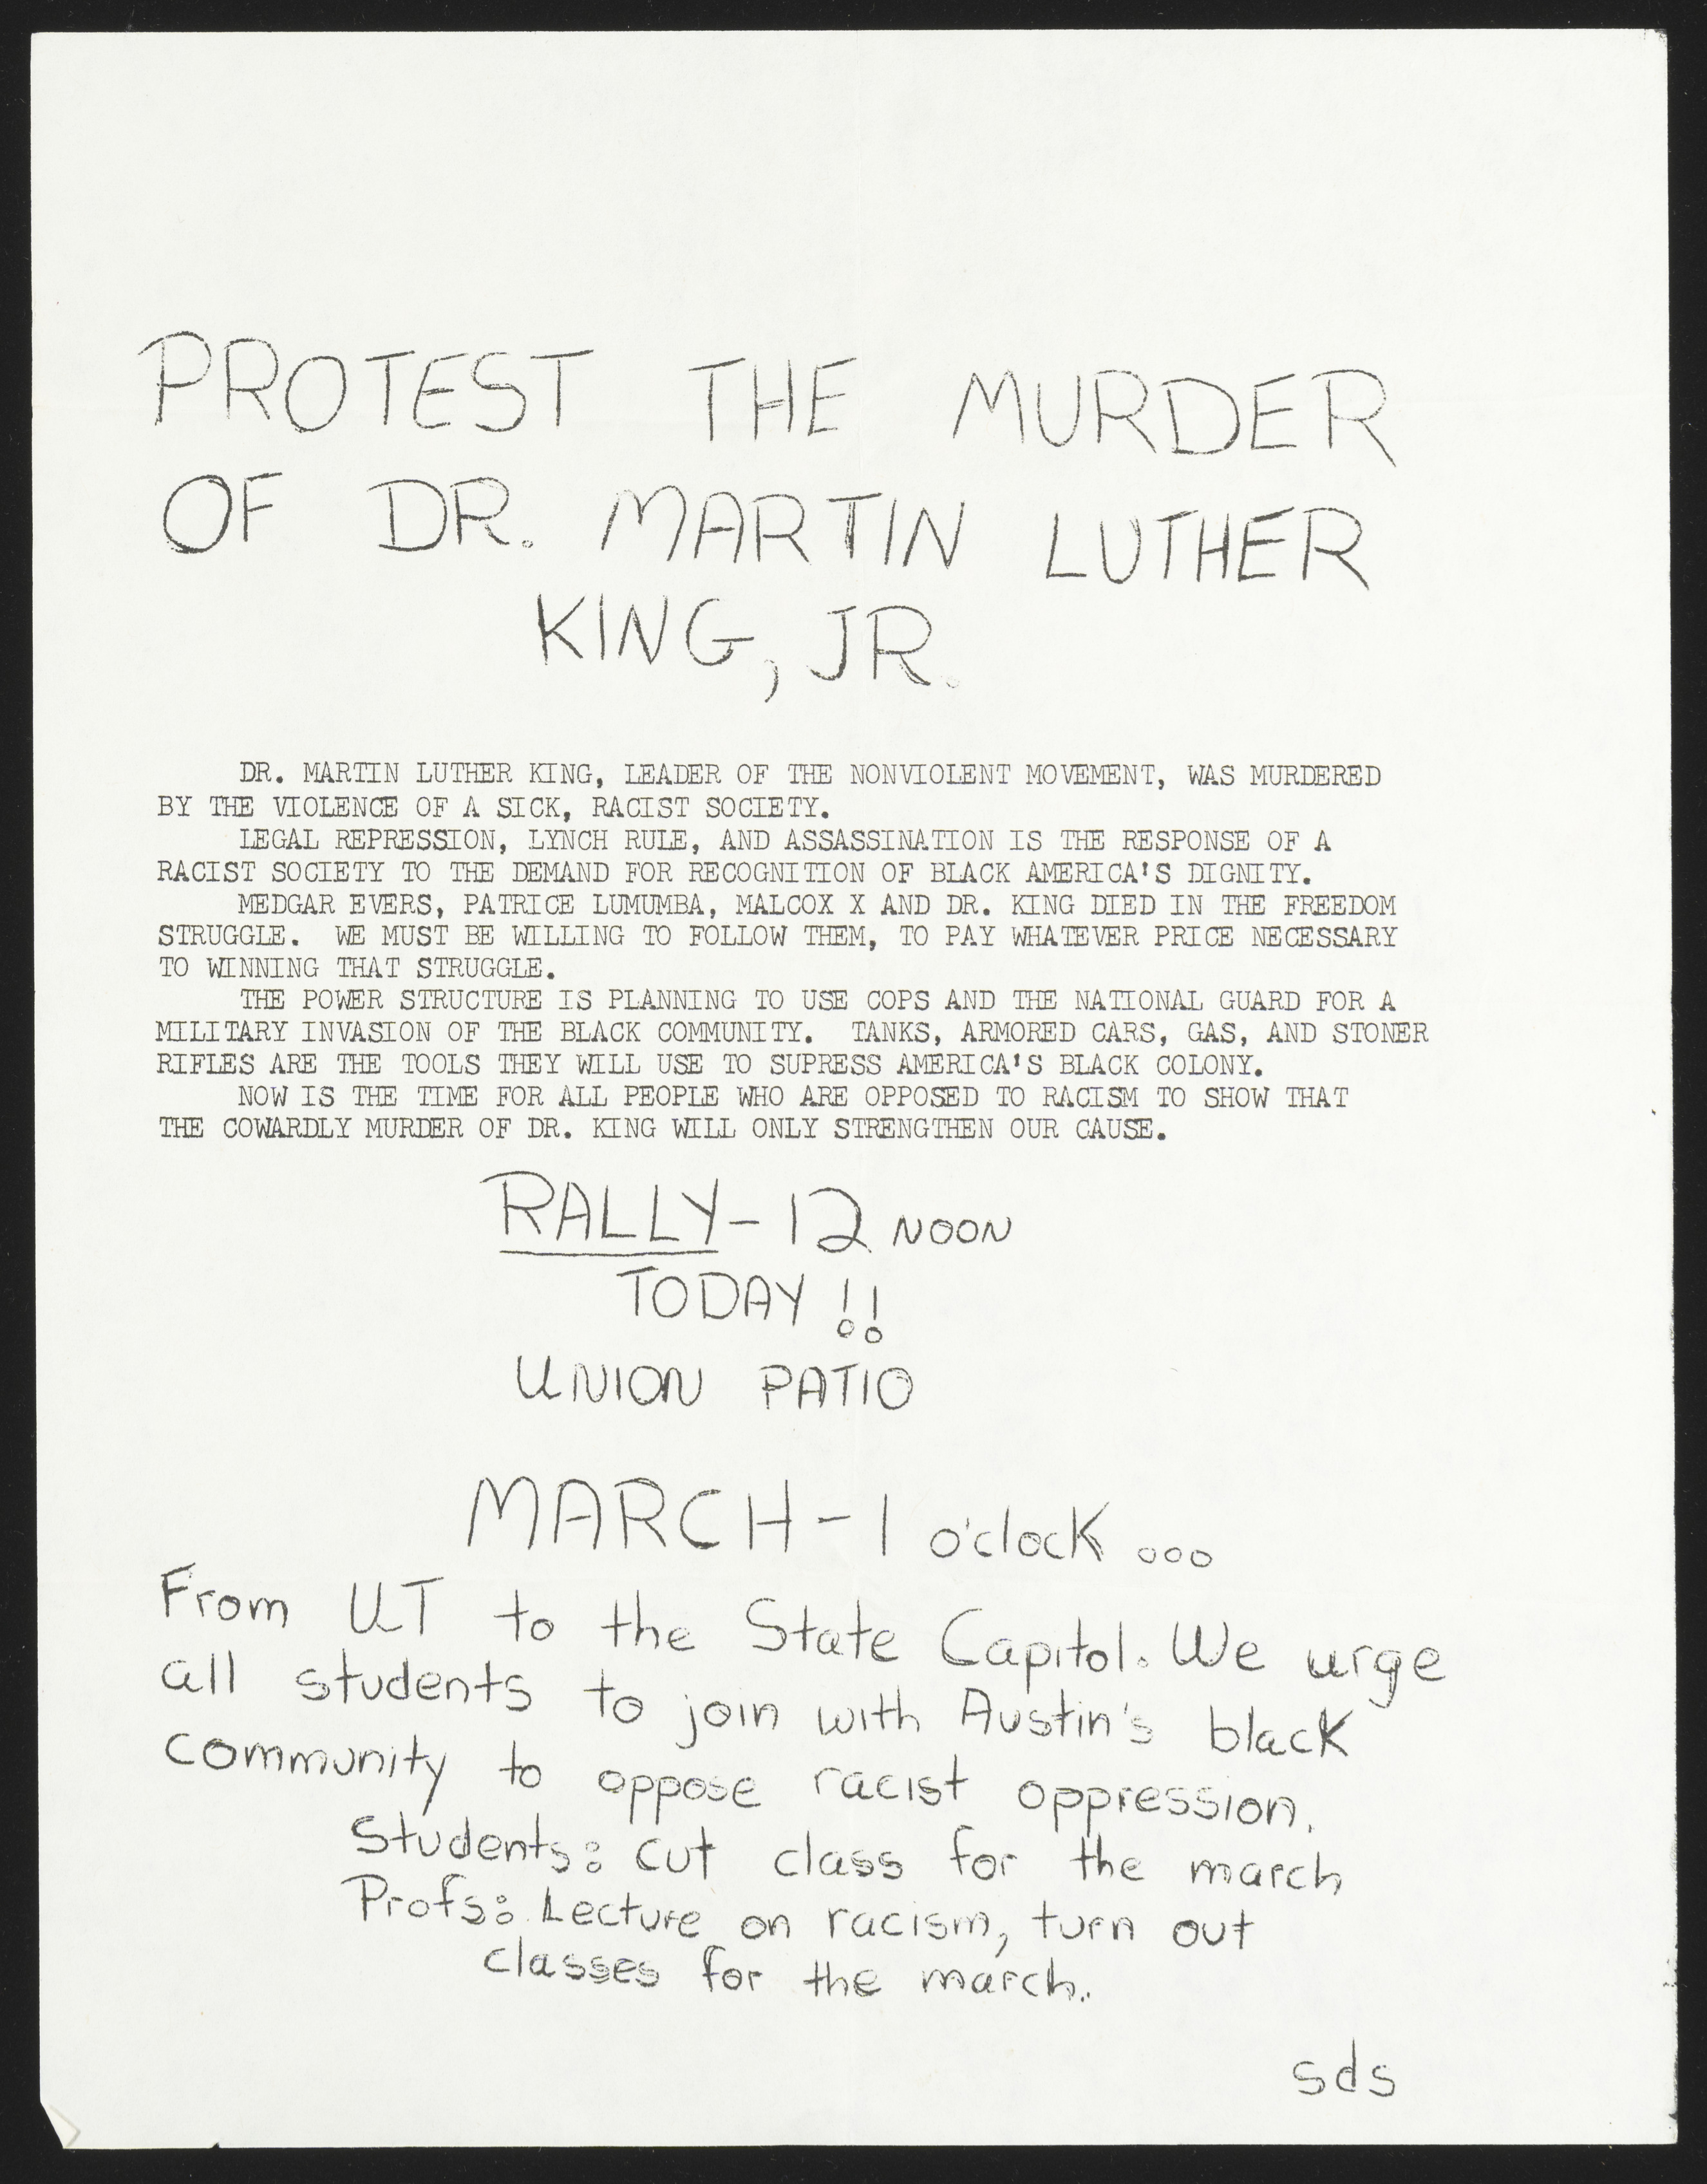 PROTEST THE MURDER
OF DR. MARTIN LUTHER
KING, JR.
DR. MARTIN LUTHER KING, LEADER OF THE NONVIOLENT MOVEMENT, WAS MURDERED
BY THE VIOLENCE OF A SICK, RACIST SOCIETY.
LEGAL REPRESSION, LYNCH RULE, AND ASSASSINATION IS THE RESPONSE OF A
RACIST SOCIETY TO THE DEMAND FOR RECOGNITION OF BLACK AMERICA'S DIGNITY.
MEDGAR EVERS, PATRICE LUMUMBA, MALCOX X AND DR. KING DIED IN THE FREEDOM
STRUGGLE. WE MUST BE WILLING TO FOLLOW THEM, TO PAY WHATEVER PRICE NECESSARY
TO WINNING THAT STRUGGLE.
THE POWER STRUCTURE IS PLANNING TO USE COPS AND THE NATIONAL GUARD FOR A
MILITARY INVASION OF THE BLACK COMMUNITY. TANKS, ARMORED CARS, GAS, AND STONER
RIFLES ARE THE TOOLS THEY WILL USE TO SUPRESS AMERICA'S BLACK COLONY.
NOW IS THE TIME FOR ALL PEOPLE WHO ARE OPPOSED TO RACISM TO SHOW THAT
THE COWARDLY MURDER OF DR. KING WILL ONLY STRENGTHEN OUR CAUSE.
RALLY - 12 NOON
TODAY !!
UNION PATIO
MARCH - 1 o'clock ...
From UT to the State Capitol. We urge
all students to join with Austin's black
community to oppose racist oppression.
Students: cut class for the march
Profs: Lecture on racism, turn out
classes for the march.
sds